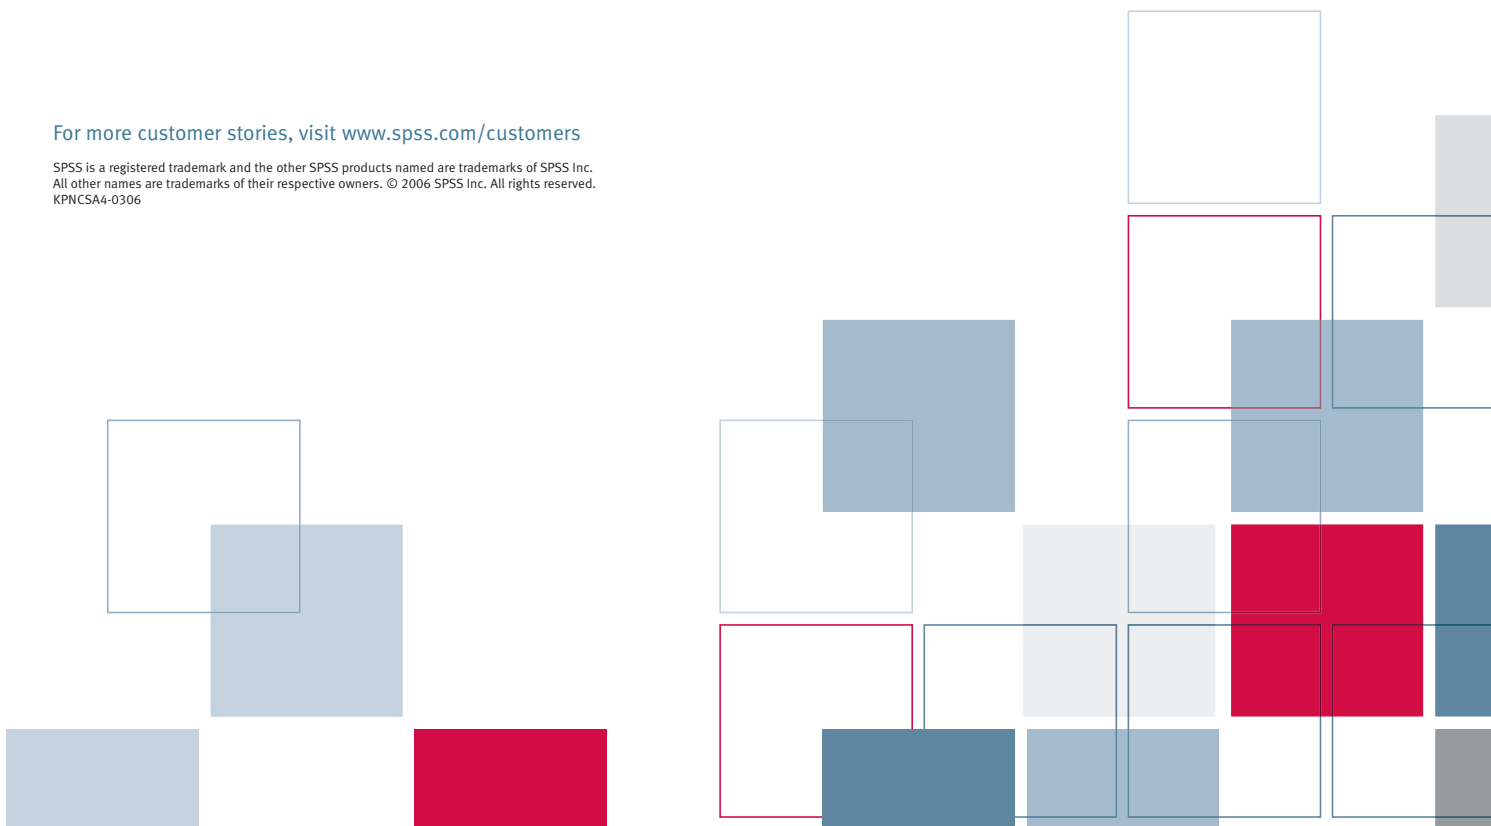 For more customer stories, visit www.spss.com/customers
SPSS is a registered trademark and the other SPSS products named are trademarks of SPSS Inc.
All other names are trademarks of their respective owners. © 2006 SPSS Inc. All rights reserved.
KPNCSA4-0306